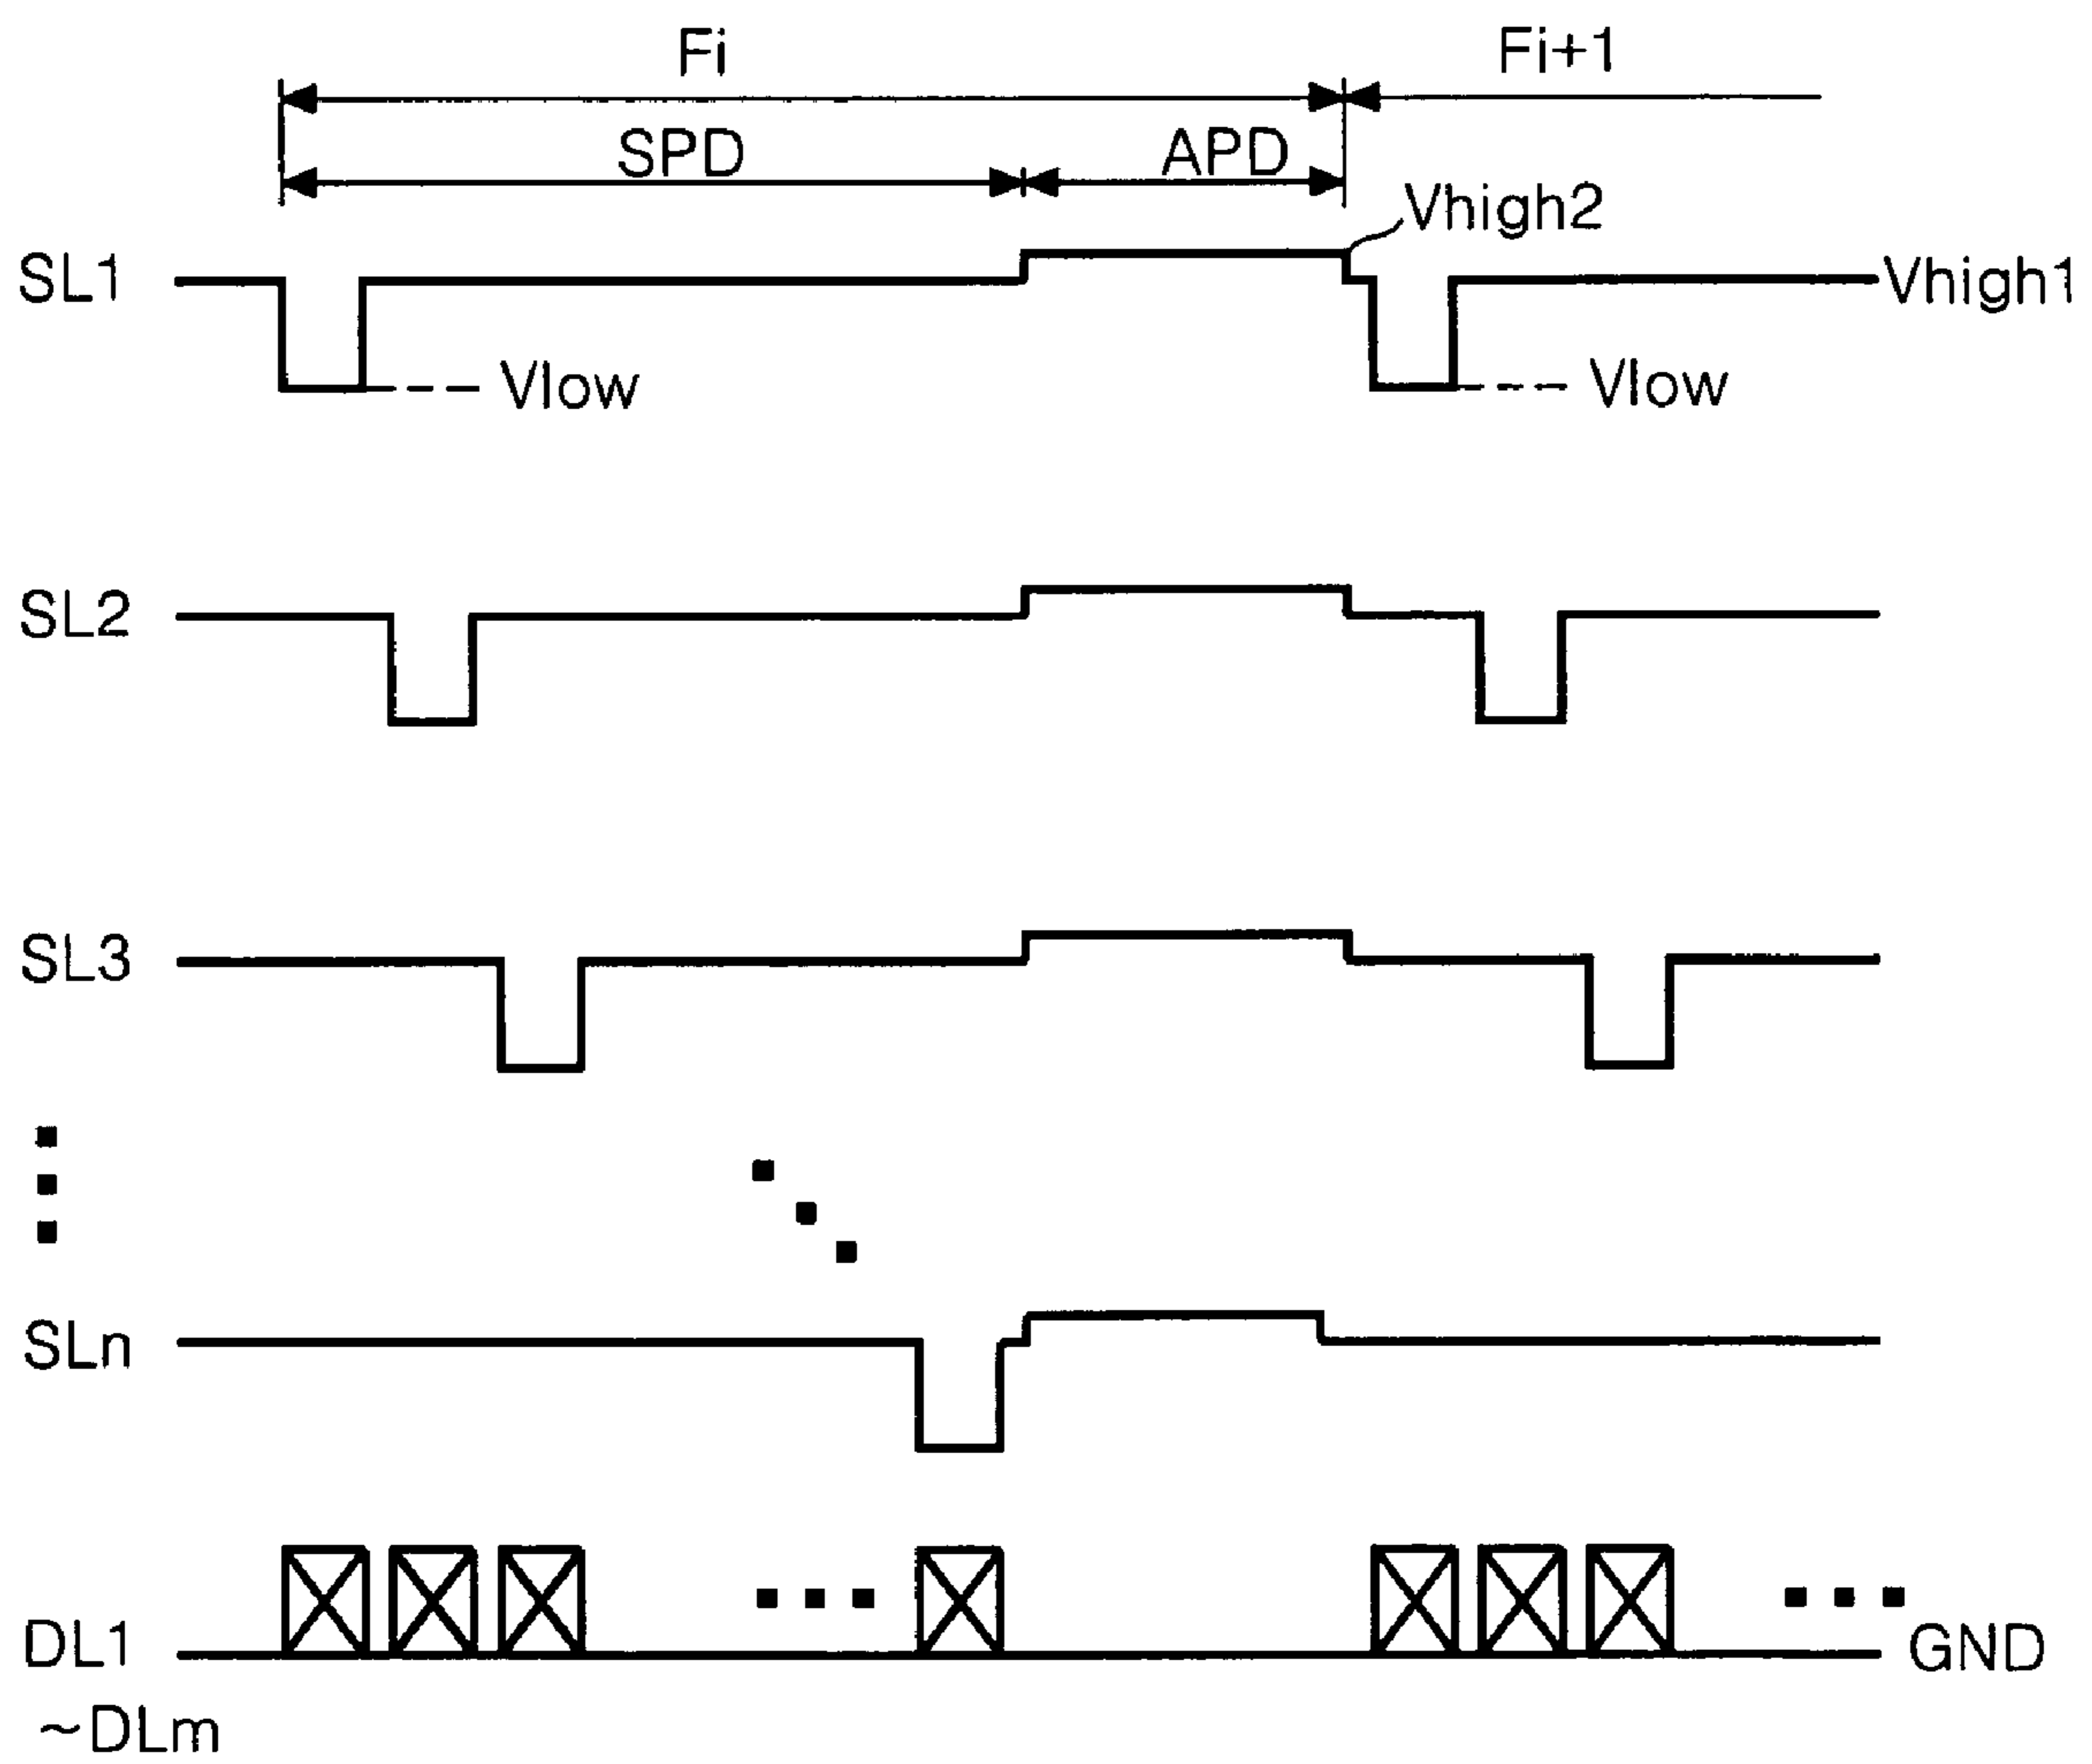 Fi
Fi+1
SPD
APD
Vhigh2
SL1
Vhigh1
Vlow
Vlow
SL2
SL3
SLn
DL1
GND
~DLm